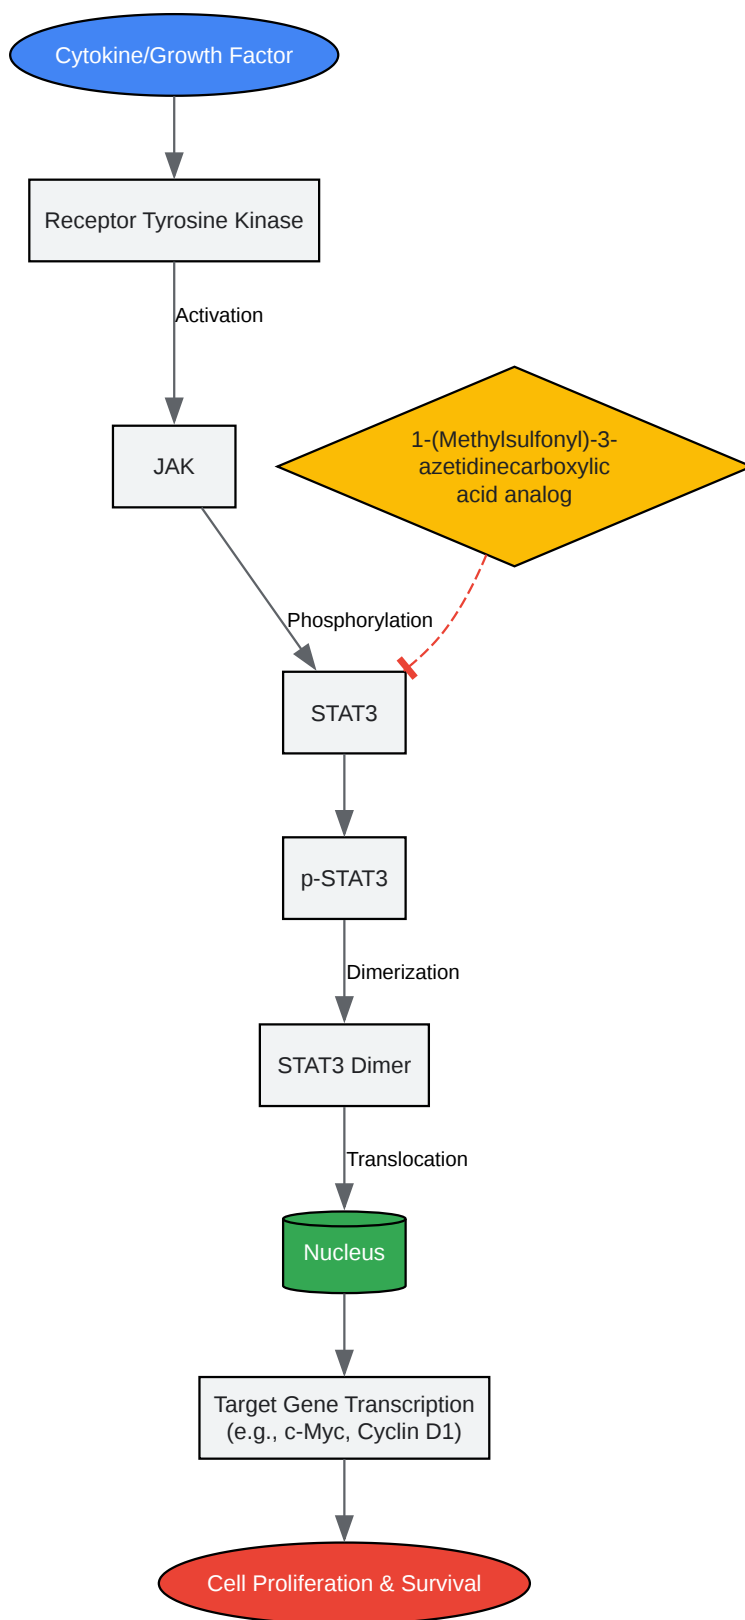 Cytokine/Growth Factor
Receptor Tyrosine Kinase
Activation
JAK
1-(Methylsulfonyl)-3-
azetidinecarboxylic
acid analog
Phosphorylation
STAT3
p-STAT3
Dimerization
STAT3 Dimer
Translocation
Nucleus
Target Gene Transcription
(e.g., c-Myc, Cyclin D1)
Cell Proliferation & Survival